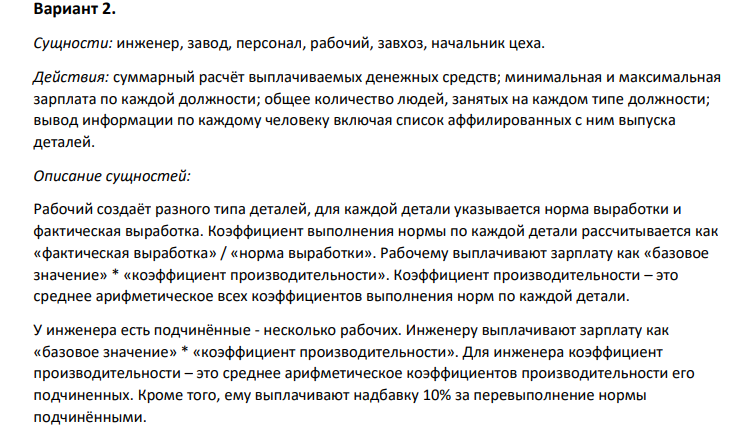 Вариант 2.
Сущности: инженер, завод, персонал, рабочий, завхоз, начальник цеха.
Действия: суммарный расчёт выплачиваемых денежных средств; минимальная и максимальная
зарплата по каждой должности; общее количество людей, занятых на каждом типе должности;
вывод информации по каждому человеку включая список аффилированных с ним выпуска
деталей.
Описание сущностей:
Рабочий создаёт разного типа деталей, для каждой детали указывается норма выработки и
фактическая выработка. Коэффициент выполнения нормы по каждой детали рассчитывается как
«фактическая выработка» / «норма выработки». Рабочему выплачивают зарплату как «базовое
значение» * «коэффициент производительности». Коэффициент производительности – это
среднее арифметическое всех коэффициентов выполнения норм по каждой детали.
У инженера есть подчинённые - несколько рабочих. Инженеру выплачивают зарплату как
«базовое значение» * «коэффициент производительности». Для инженера коэффициент
производительности – это среднее арифметическое коэффициентов производительности его
подчиненных. Кроме того, ему выплачивают надбавку 10% за перевыполнение нормы
подчинёнными.